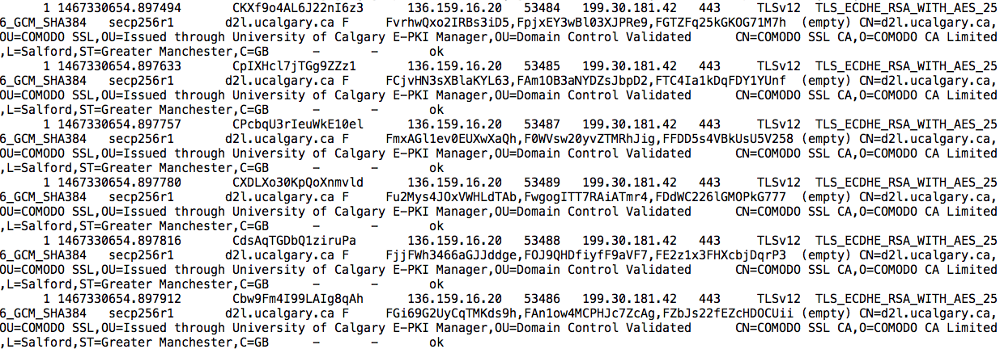 1 1467330654.897494 CKXf9o4AL6J22nI6z3 136.159.16.20 53484 199.30.181.42 443 TLSv12 TLS_ECDHE_RSA_WITH_AES_25
6_GCM_SHA384 secp256r1 d2l.ucalgary.ca F FvrhwQxo2IRBs3iD5,FpjxEY3wBl03XJPRe9,FGTZFq25kGKOG71M7h (empty) CN=d2l.ucalgary.ca,
OU=COMODO SSL,OU=Issued through University of Calgary E-PKI Manager,OU=Domain Control Validated CN=COMODO SSL CA,O=COMODO CA Limited
,L=Salford,ST=Greater Manchester,C=GB - - ok
1 1467330654.897633 CpIXHcl7jTGg9ZZz1 136.159.16.20 53485 199.30.181.42 443 TLSv12 TLS_ECDHE_RSA_WITH_AES_25
6_GCM_SHA384 secp256r1 d2l.ucalgary.ca F FCjvHN3sXBlaKYL63,FAm1OB3aNYDZsJbpD2,FTC4Ia1kDqFDY1YUnf (empty) CN=d2l.ucalgary.ca,
OU=COMODO SSL,OU=Issued through University of Calgary E-PKI Manager,OU=Domain Control Validated CN=COMODO SSL CA,O=COMODO CA Limited
,L=Salford,ST=Greater Manchester,C=GB - - ok
1 1467330654.897757 CPcbqU3rIeuWkE10el 136.159.16.20 53487 199.30.181.42 443 TLSv12 TLS_ECDHE_RSA_WITH_AES_25
6_GCM_SHA384 secp256r1 d2l.ucalgary.ca F FmxAGl1ev0EUXwXaQh,F0WVsw20yvZTMRhJig,FFDD5s4VBkUsU5V258 (empty) CN=d2l.ucalgary.ca,
OU=COMODO SSL,OU=Issued through University of Calgary E-PKI Manager,OU=Domain Control Validated CN=COMODO SSL CA,O=COMODO CA Limited
,L=Salford,ST=Greater Manchester,C=GB - - ok
1 1467330654.897780 CXDLXo30KpQoXnmvld 136.159.16.20 53489 199.30.181.42 443 TLSv12 TLS_ECDHE_RSA_WITH_AES_25
6_GCM_SHA384 secp256r1 d2l.ucalgary.ca F Fu2Mys4JOxVWHLdTAb,FwgogITT7RAiATmr4,FDdWC226lGMOPkG777 (empty) CN=d2l.ucalgary.ca,
OU=COMODO SSL,OU=Issued through University of Calgary E-PKI Manager,OU=Domain Control Validated CN=COMODO SSL CA,O=COMODO CA Limited
,L=Salford,ST=Greater Manchester,C=GB - - ok
1 1467330654.897816 CdsAqTGDbQ1ziruPa 136.159.16.20 53488 199.30.181.42 443 TLSv12 TLS_ECDHE_RSA_WITH_AES_25
6_GCM_SHA384 secp256r1 d2l.ucalgary.ca F FjjFWh3466aGJJddge,FOJ9QHDfiyfF9aVF7,FE2z1x3FHXcbjDqrP3 (empty) CN=d2l.ucalgary.ca,
OU=COMODO SSL,OU=Issued through University of Calgary E-PKI Manager,OU=Domain Control Validated CN=COMODO SSL CA,O=COMODO CA Limited
,L=Salford,ST=Greater Manchester,C=GB - - ok
1 1467330654.897912 Cbw9Fm4I99LAIg8qAh 136.159.16.20 53486 199.30.181.42 443 TLSv12 TLS_ECDHE_RSA_WITH_AES_25
6_GCM_SHA384 secp256r1 d2l.ucalgary.ca F FGi69G2UyCqTMKds9h,FAn1ow4MCPHJc7ZcAg,FZbJs22fEZcHDOCUii (empty) CN=d2l.ucalgary.ca,
OU=COMODO SSL,OU=Issued through University of Calgary E-PKI Manager,OU=Domain Control Validated CN=COMODO SSL CA,O=COMODO CA Limited
,L=Salford,ST=Greater Manchester,C=GB - - ok